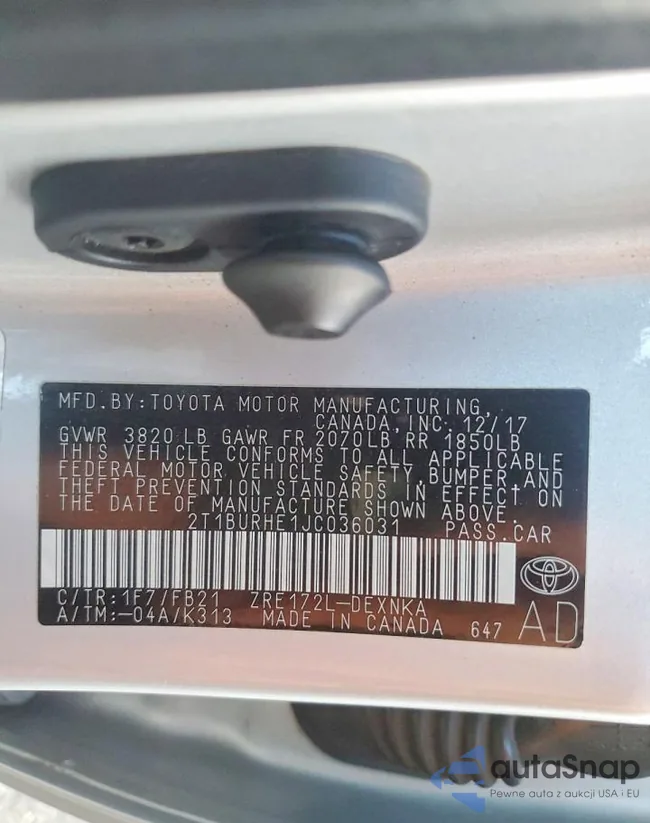 MFD.BY:TOYOTA MOTOR MANUFACTURING,
CANADA, INC. 12/17
GVWR 3820 LB GAWR FR 2070LB RR 1850LB
THIS VEHICLE CONFORMS TO ALL APPLICABLE
FEDERAL MOTOR VEHICLE SAFETY, BUMPER, AND
THEFT PREVENTION STANDARDS IN EFFECT ON
THE DATE OF MANUFACTURE SHOWN ABOVE.
2T1BURHE1JC036031 PASS.CAR
C/TR:1F7/FB21 ZRE172L-DEXNKA
A/TM:-04A/K313 MADE IN CANADA 647 AD
autaSnap
Pewne auta z aukcji USA i EU